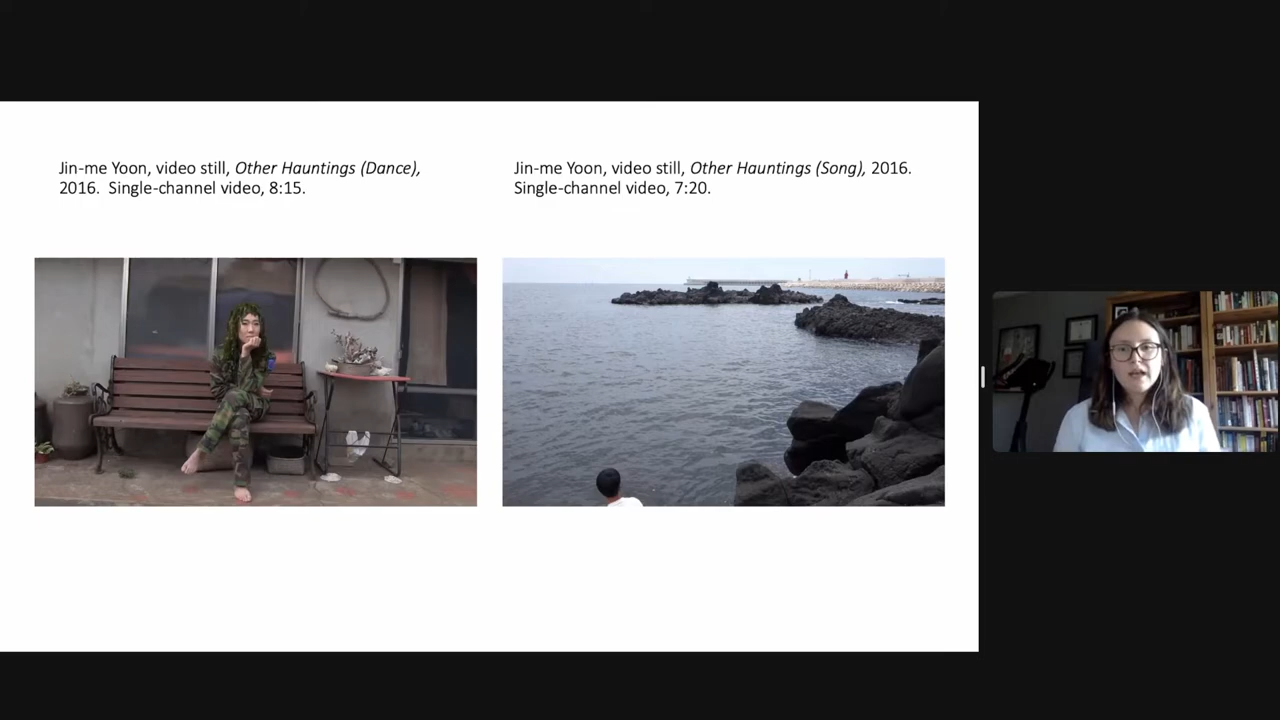 Jin-me Yoon, video still, Other Hauntings (Dance),
2016.  Single-channel video, 8:15.
Jin-me Yoon, video still, Other Hauntings (Song), 2016.
Single-channel video, 7:20.